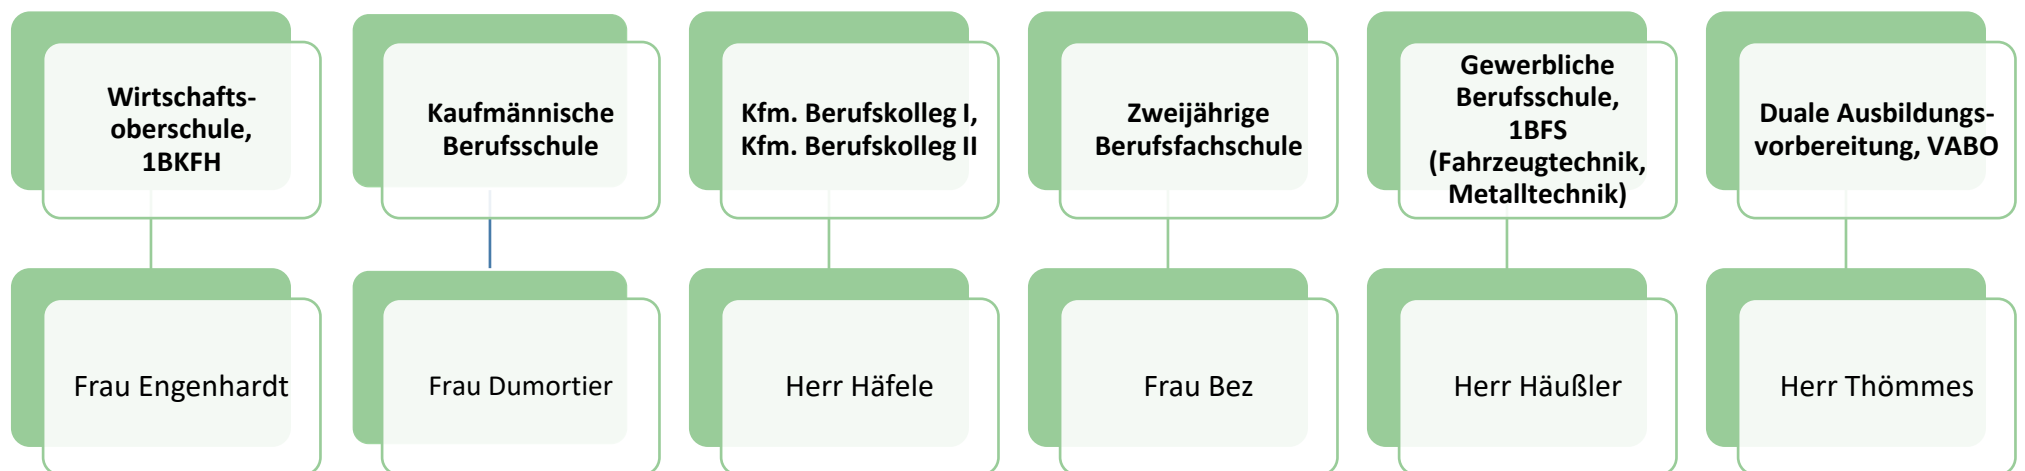 Wirtschafts-
oberschule,
1BKFH
Kaufmännische
Berufsschule
Kfm. Berufskolleg I,
Kfm. Berufskolleg II
Zweijährige
Berufsfachschule
Gewerbliche
Berufsschule,
1BFS
(Fahrzeugtechnik,
Metalltechnik)
Duale Ausbildungs-
vorbereitung, VABO
Frau Engenhardt
Frau Dumortier
Herr Häfele
Frau Bez
Herr Häußler
Herr Thömmes